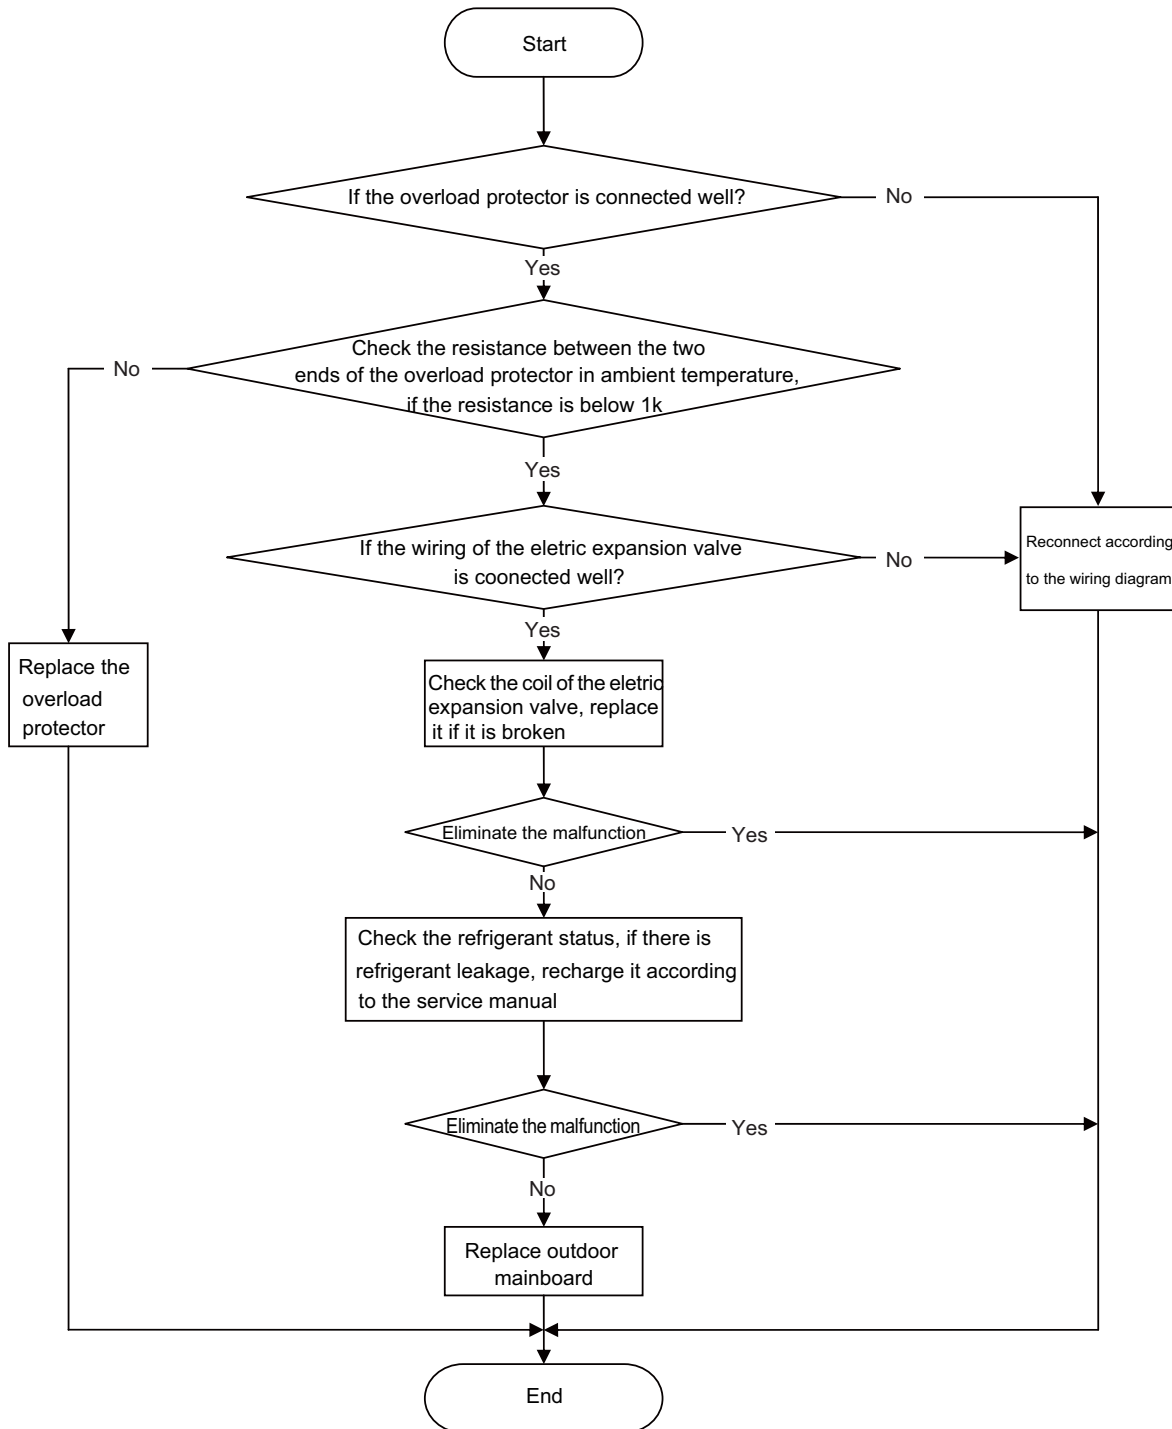 Start
If the overload protector is connected well?
No
Yes
Check the resistance between the two
ends of the overload protector in ambient temperature,
if the resistance is below 1k
No
Yes
If the wiring of the eletric expansion valve
is coonected well?
No
Reconnect according
to the wiring diagram
Yes
Replace the
overload
protector
Check the coil of the eletric
expansion valve, replace
it if it is broken
Eliminate the malfunction
Yes
No
Check the refrigerant status, if there is
refrigerant leakage, recharge it according
to the service manual
Eliminate the malfunction
Yes
No
Replace outdoor
mainboard
End